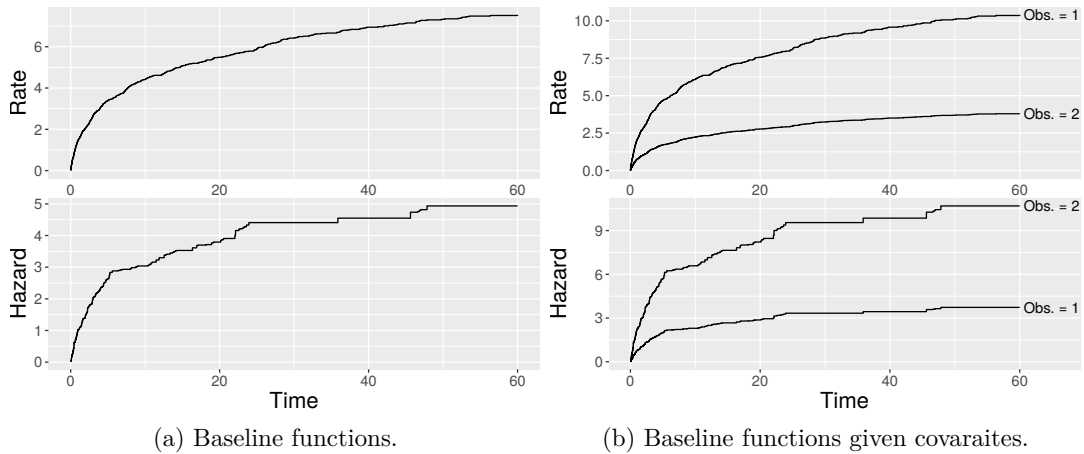 Rate
6
4
2
0
0
20
40
60
Hazard
5
4
3
2
1
0
0
20
40
60
Time
(a) Baseline functions.
Rate
10.0
7.5
5.0
2.5
0.0
Obs. = 1
Obs. = 2
0
20
40
60
Hazard
9
6
3
0
Obs. = 2
Obs. = 1
0
20
40
60
Time
(b) Baseline functions given covaraites.